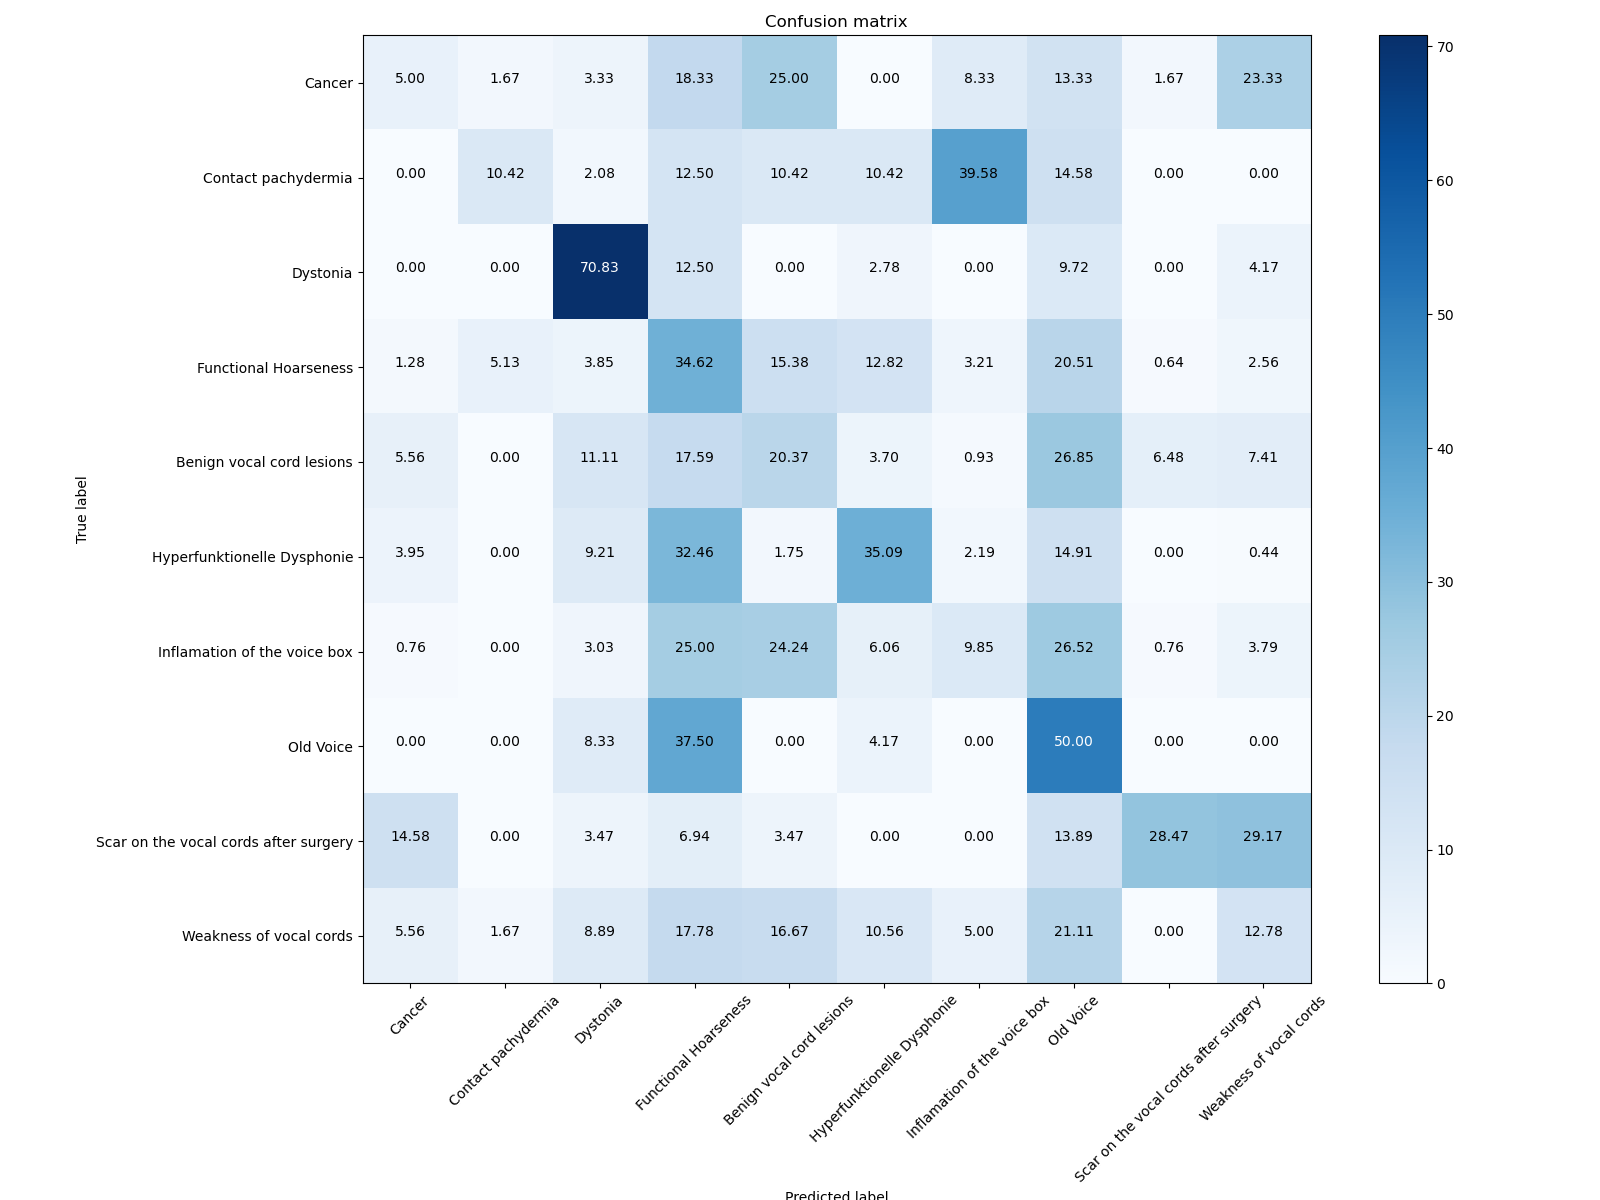 Confusion matrix
Cancer 5.00 1.67 3.33 18.33 25.00 0.00 8.33 13.33 1.67 23.33
Contact pachydermia 0.00 10.42 2.08 12.50 10.42 10.42 39.58 14.58 0.00 0.00
Dystonia 0.00 0.00 70.83 12.50 0.00 2.78 0.00 9.72 0.00 4.17
Functional Hoarseness 1.28 5.13 3.85 34.62 15.38 12.82 3.21 20.51 0.64 2.56
Benign vocal cord lesions 5.56 0.00 11.11 17.59 20.37 3.70 0.93 26.85 6.48 7.41
Hyperfunktionelle Dysphonie 3.95 0.00 9.21 32.46 1.75 35.09 2.19 14.91 0.00 0.44
Inflamation of the voice box 0.76 0.00 3.03 25.00 24.24 6.06 9.85 26.52 0.76 3.79
Old Voice 0.00 0.00 8.33 37.50 0.00 4.17 0.00 50.00 0.00 0.00
Scar on the vocal cords after surgery 14.58 0.00 3.47 6.94 3.47 0.00 0.00 13.89 28.47 29.17
Weakness of vocal cords 5.56 1.67 8.89 17.78 16.67 10.56 5.00 21.11 0.00 12.78
True label
Cancer
Contact pachydermia
Dystonia
Functional Hoarseness
Benign vocal cord lesions
Hyperfunktionelle Dysphonie
Inflamation of the voice box
Old Voice
Scar on the vocal cords after surgery
Weakness of vocal cords
Predicted label
70
60
50
40
30
20
10
0